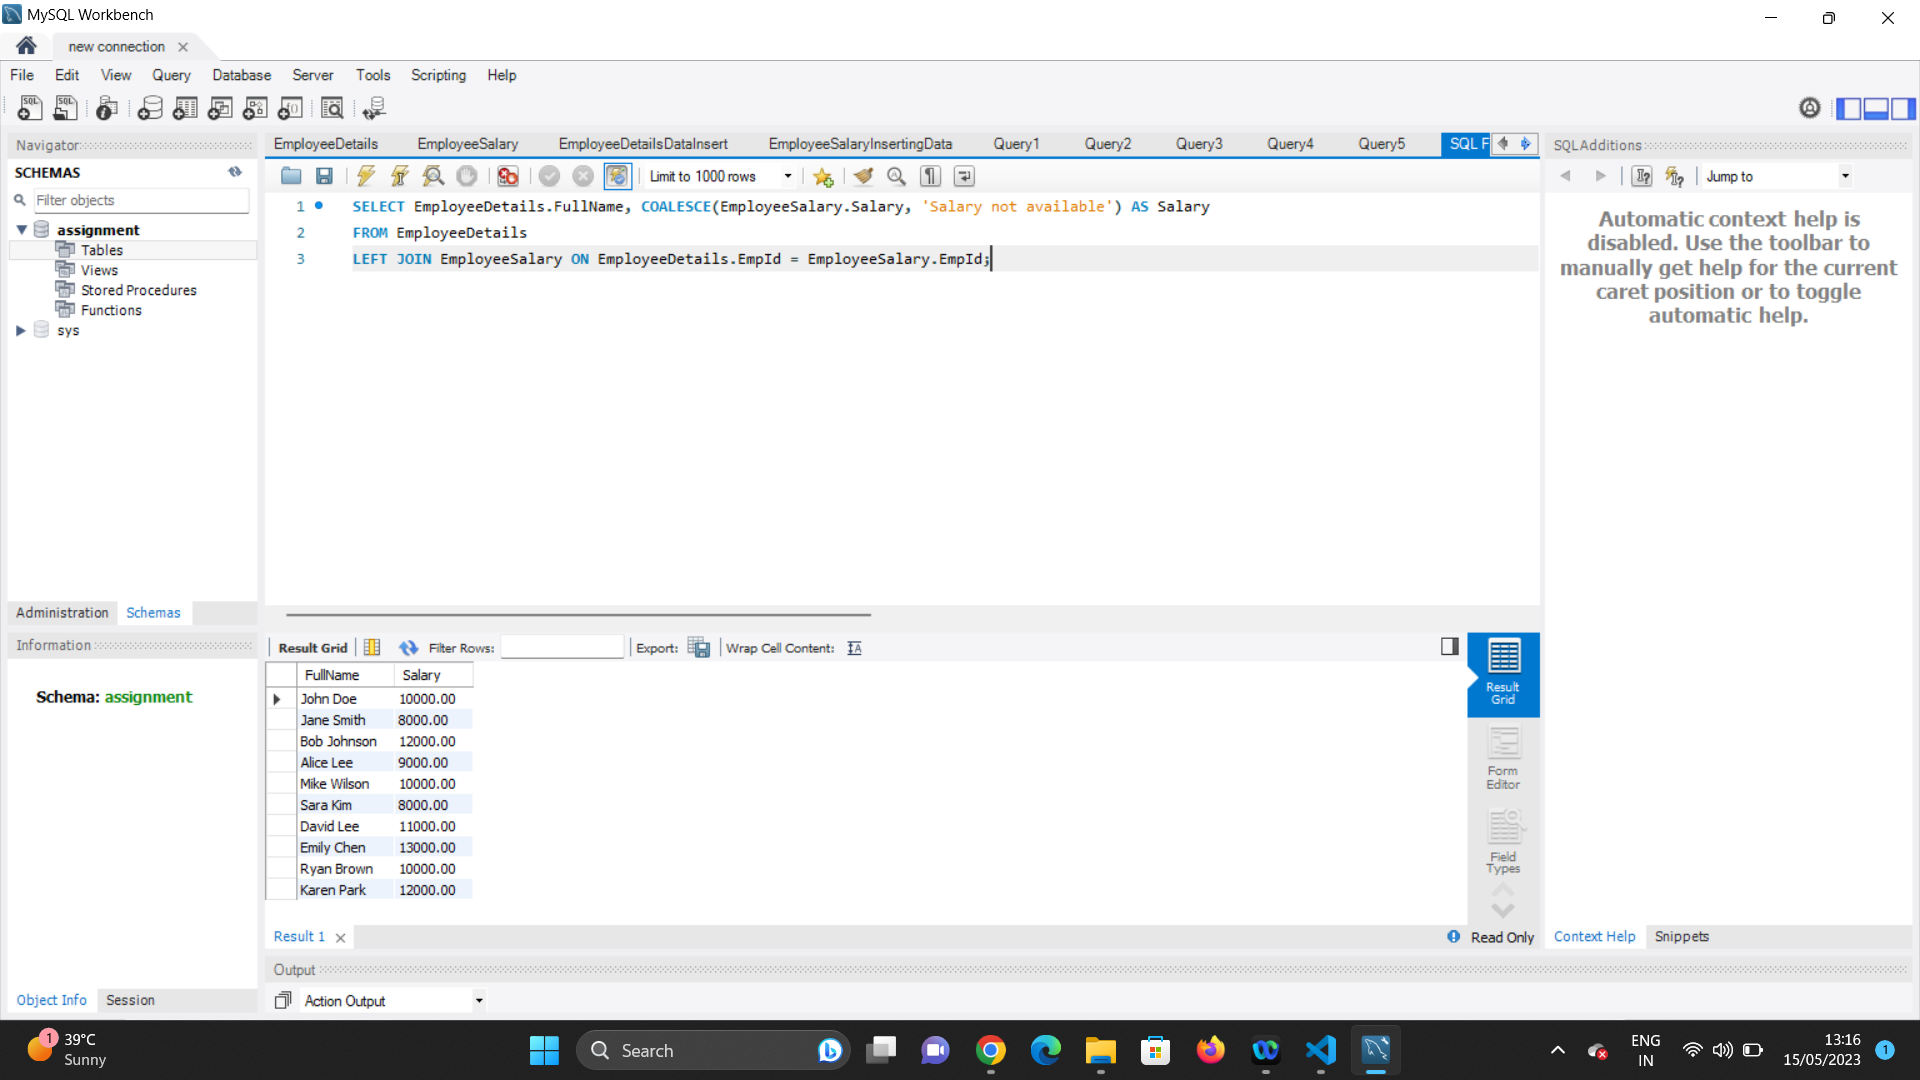 MySQL Workbench
new connection
File Edit View Query Database Server Tools Scripting Help
Navigator
SCHEMAS
Filter objects
assignment
Tables
Views
Stored Procedures
Functions
sys
Administration Schemas
Information
Schema: assignment
Object Info Session
EmployeeDetails EmployeeSalary EmployeeDetailsDataInsert EmployeeSalaryInsertingData Query1 Query2 Query3 Query4 Query5 SQL F
Limit to 1000 rows
1 SELECT EmployeeDetails.FullName, COALESCE(EmployeeSalary.Salary, 'Salary not available') AS Salary
2 FROM EmployeeDetails
3 LEFT JOIN EmployeeSalary ON EmployeeDetails.EmpId = EmployeeSalary.EmpId;
Result Grid Filter Rows: Export: Wrap Cell Content:
FullName Salary
John Doe 10000.00
Jane Smith 8000.00
Bob Johnson 12000.00
Alice Lee 9000.00
Mike Wilson 10000.00
Sara Kim 8000.00
David Lee 11000.00
Emily Chen 13000.00
Ryan Brown 10000.00
Karen Park 12000.00
Result
Grid
Form
Editor
Field
Types
Result 1
Read Only
Output
Action Output
SQLAdditions
Jump to
Automatic context help is
disabled. Use the toolbar to
manually get help for the current
caret position or to toggle
automatic help.
Context Help Snippets
1
39°C
Sunny
Search
ENG
IN
13:16
15/05/2023
1